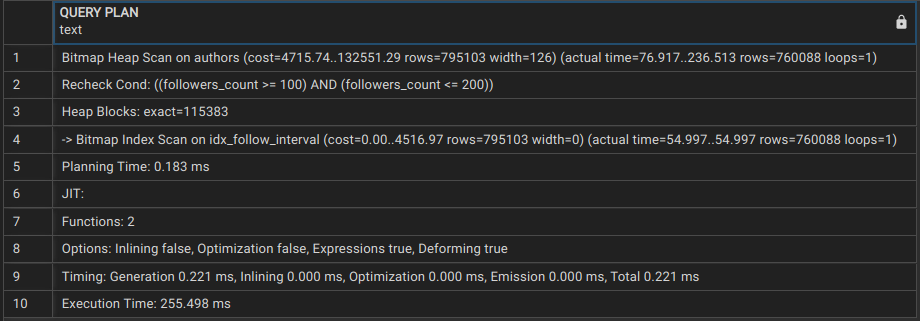 QUERY PLAN
text
1 Bitmap Heap Scan on authors (cost=4715.74..132551.29 rows=795103 width=126) (actual time=76.917..236.513 rows=760088 loops=1)
2 Recheck Cond: ((followers_count >= 100) AND (followers_count <= 200))
3 Heap Blocks: exact=115383
4 -> Bitmap Index Scan on idx_follow_interval (cost=0.00..4516.97 rows=795103 width=0) (actual time=54.997..54.997 rows=760088 loops=1)
5 Planning Time: 0.183 ms
6 JIT:
7 Functions: 2
8 Options: Inlining false, Optimization false, Expressions true, Deforming true
9 Timing: Generation 0.221 ms, Inlining 0.000 ms, Optimization 0.000 ms, Emission 0.000 ms, Total 0.221 ms
10 Execution Time: 255.498 ms